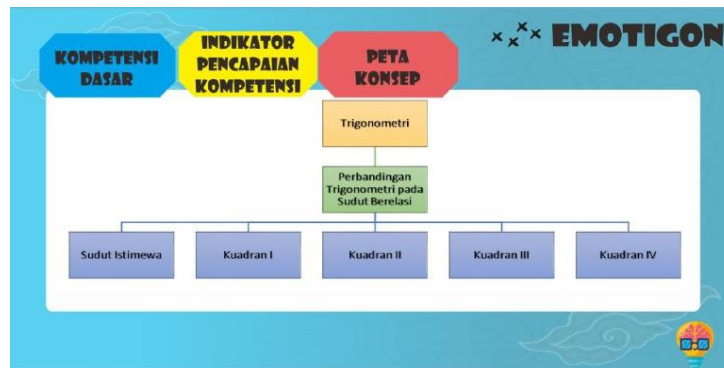 EMOTIGON
KOMPETENSI
DASAR
INDIKATOR
PENCAPAIAN
KOMPETENSI
PETA
KONSEP
Trigonometri
Perbandingan
Trigonometri pada
Sudut Berelasi
Sudut Istimewa
Kuadran I
Kuadran II
Kuadran III
Kuadran IV